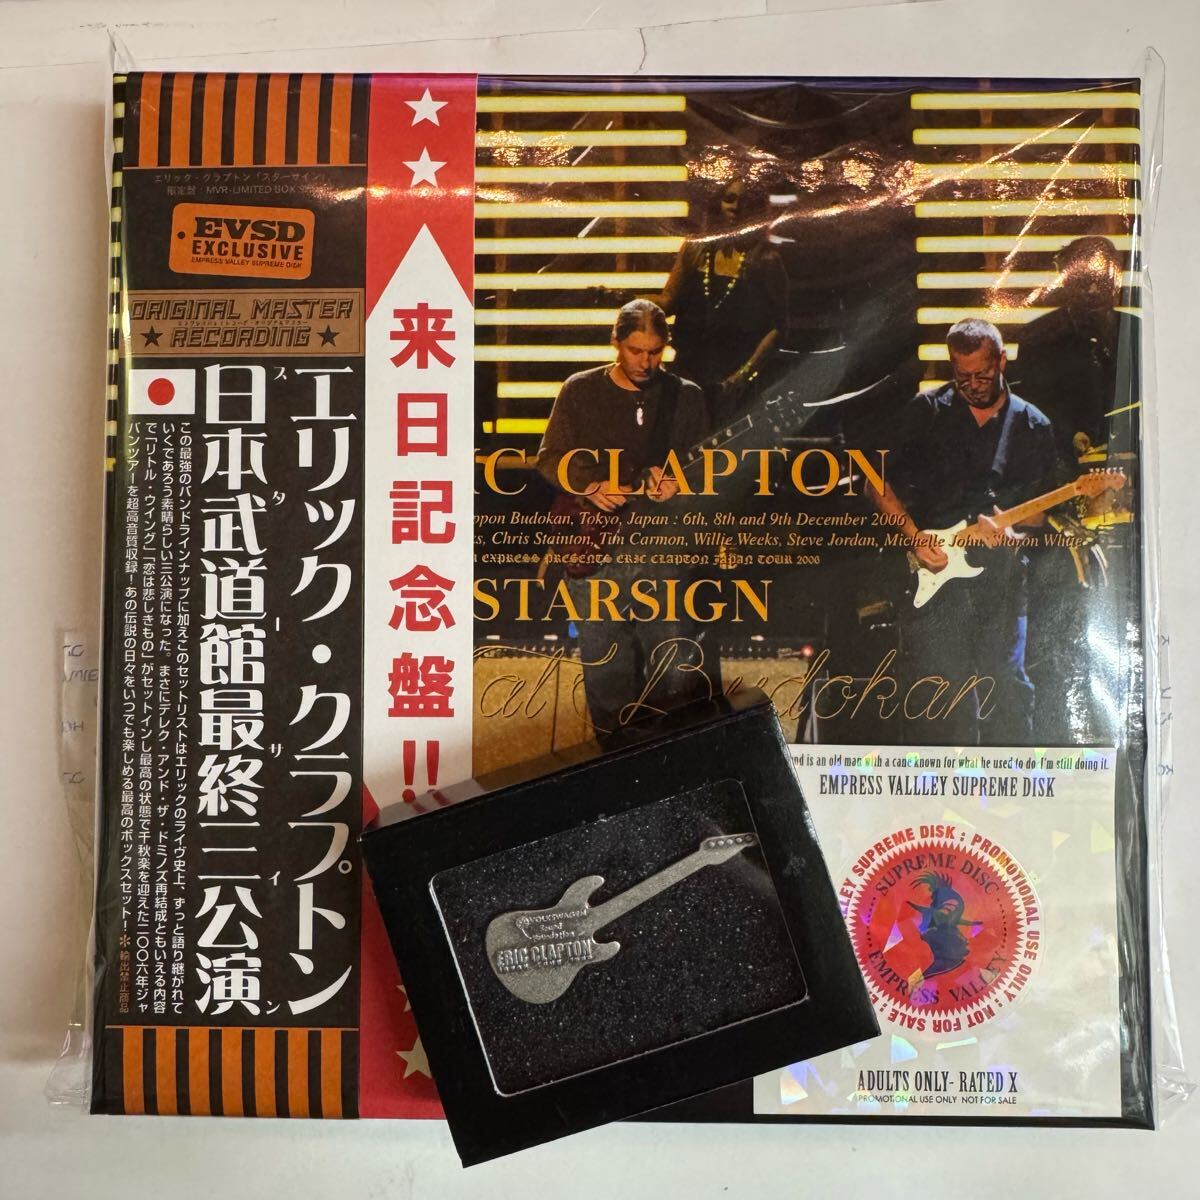 エリック・クラプトン「スターサイン」
限定盤:MVR-LIMITED BOX
EVSD
EXCLUSIVE
EMPRESS VALLEY SUPREME DISK
ORIGINAL MASTER
RECORDING
エリック・クラプトン
日本武道館最終三公演
スターサイン
この最強のバンドラインナップに加えこのセットリストはエリックのライヴ史上、ずっと語り継がれて
いくであろう素晴らしい三公演になった。まさにデレク・アンド・ザ・ドミノズ再結成ともいえる内容
で「リトル・ウイング」「恋は悲しきもの」がセットインし最高の状態で千秋楽を迎えた二〇〇六年ジャ
パンツアーを超高音質収録!あの伝説の日々をいつでも楽しめる最高のボックスセット!
✻輸出禁止商品
来日記念盤!!
IC CLAPTON
ppon Budokan, Tokyo, Japan : 6th, 8th and 9th December 2006
ks, Chris Stainton, Tim Carmon, Willie Weeks, Steve Jordan, Michelle John, Sharon White
EXPRESS PRESENTS ERIC CLAPTON JAPAN TOUR 2006
STARSIGN
at Budokan
VOLKSWAGEN
Sound
Foundation
ERIC CLAPTON
nd is an old man with a cane known for what he used to do. I'm still doing it.
EMPRESS VALLLEY SUPREME DISK
LEY SUPREME DISK : PROMOTIONAL USE ONLY : NOT FOR SALE :
SUPREME DISC
EMPRESS VALLEY
ADULTS ONLY- RATED X
PROMOTIONAL USE ONLY NOT FOR SALE